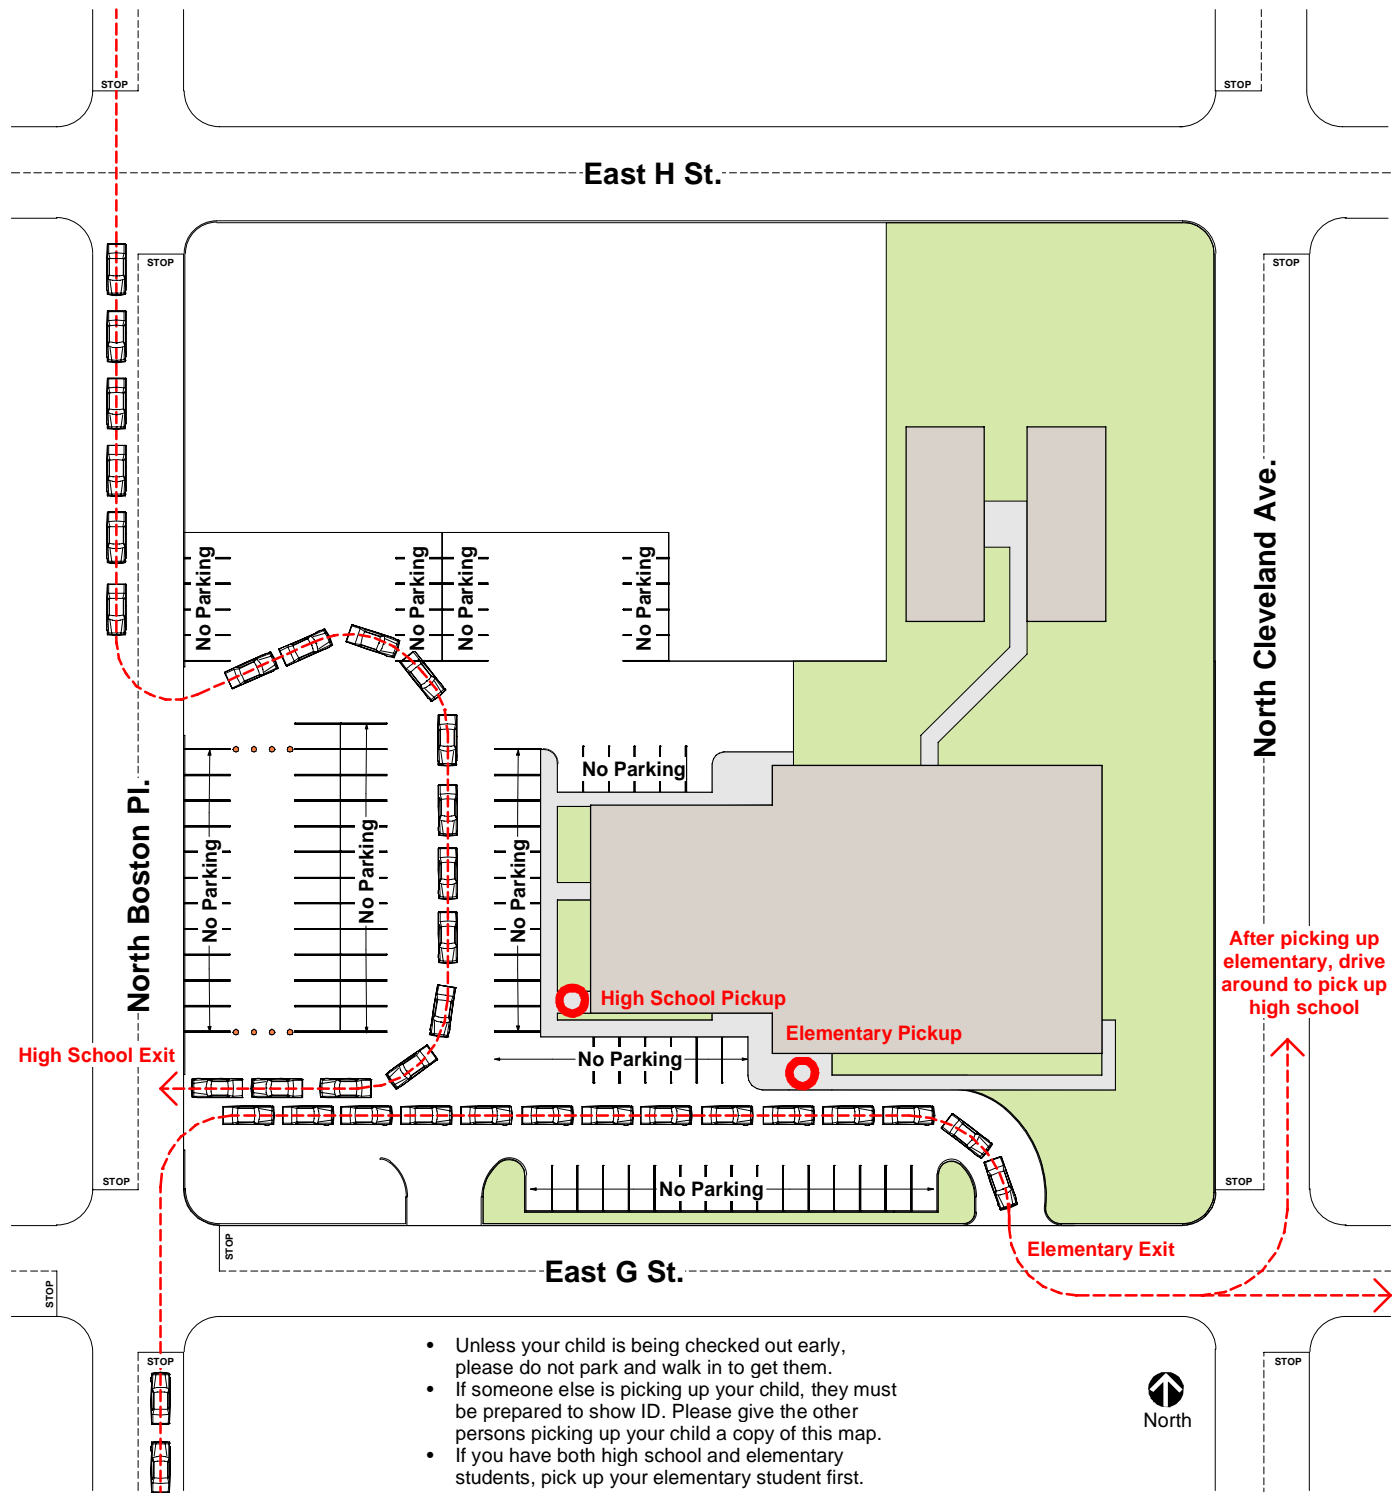 STOP
STOP
East H St.
STOP
STOP
No Parking
No Parking
No Parking
No Parking
North Cleveland Ave.
No Parking
North Boston Pl.
No Parking
No Parking
No Parking
After picking up
elementary, drive
around to pick up
high school
High School Pickup
Elementary Pickup
High School Exit
No Parking
STOP
STOP
No Parking
STOP
Elementary Exit
East G St.
STOP
STOP
STOP
• Unless your child is being checked out early,
please do not park and walk in to get them.
• If someone else is picking up your child, they must
be prepared to show ID. Please give the other
persons picking up your child a copy of this map.
• If you have both high school and elementary
students, pick up your elementary student first.
North